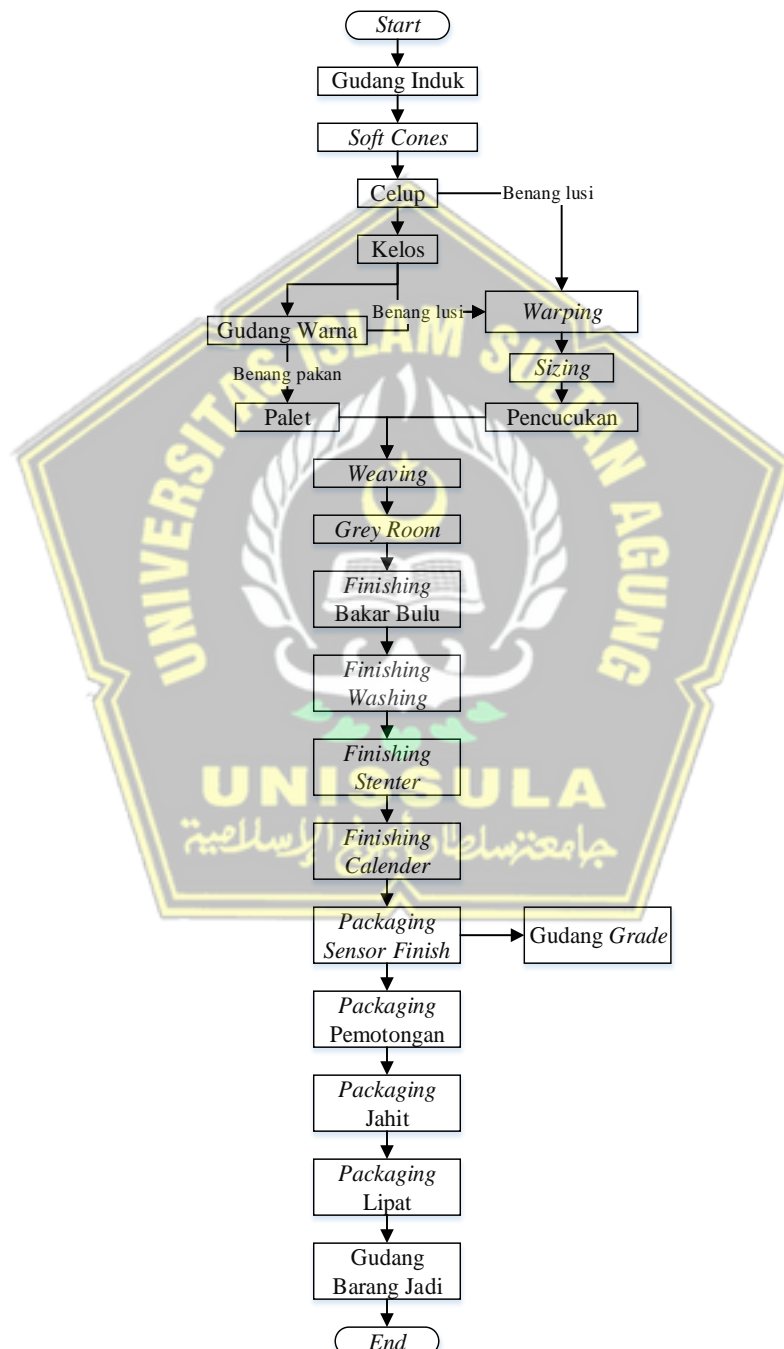 Start
Gudang Induk
Soft Cones
Celup
Benang lusi
Kelos
Gudang Warna
Benang lusi
Warping
Sizing
Benang pakan
Palet
Pencucukan
Weaving
Grey Room
Finishing
Bakar Bulu
Finishing
Washing
Finishing
Stenter
Finishing
Calender
Packaging
Sensor Finish
Gudang Grade
Packaging
Pemotongan
Packaging
Jahit
Packaging
Lipat
Gudang
Barang Jadi
End
UNIVERSITAS ISLAM SULTAN AGUNG
UNISSULA
جامعة سلطان أجونج الإسلامية